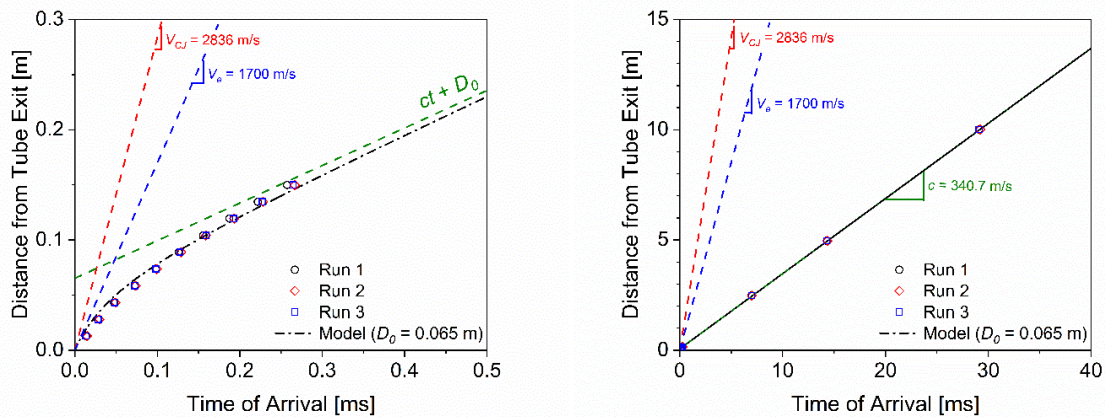 0.3
0.2
0.1
0.0
Distance from Tube Exit [m]
V_CJ = 2836 m/s
V_e = 1700 m/s
ct + D_0
Run 1
Run 2
Run 3
Model (D_0 = 0.065 m)
0.0 0.1 0.2 0.3 0.4 0.5
Time of Arrival [ms]
15
10
5
0
Distance from Tube Exit [m]
V_CJ = 2836 m/s
V_e = 1700 m/s
c = 340.7 m/s
Run 1
Run 2
Run 3
Model (D_0 = 0.065 m)
0 10 20 30 40
Time of Arrival [ms]